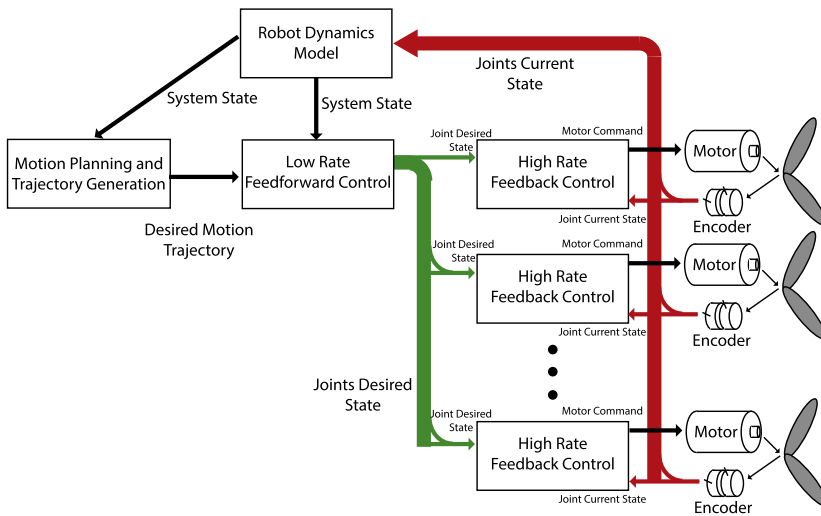 Robot Dynamics
Model
Joints Current
State
System State
System State
Motion Planning and
Trajectory Generation
Low Rate
Feedforward Control
Desired Motion
Trajectory
Joint Desired
State
Motor Command
High Rate
Feedback Control
Motor
Joint Current State
Encoder
Joint Desired
State
Motor Command
High Rate
Feedback Control
Motor
Joint Current State
Encoder
Joints Desired
State
Joint Desired
State
Motor Command
High Rate
Feedback Control
Motor
Joint Current State
Encoder